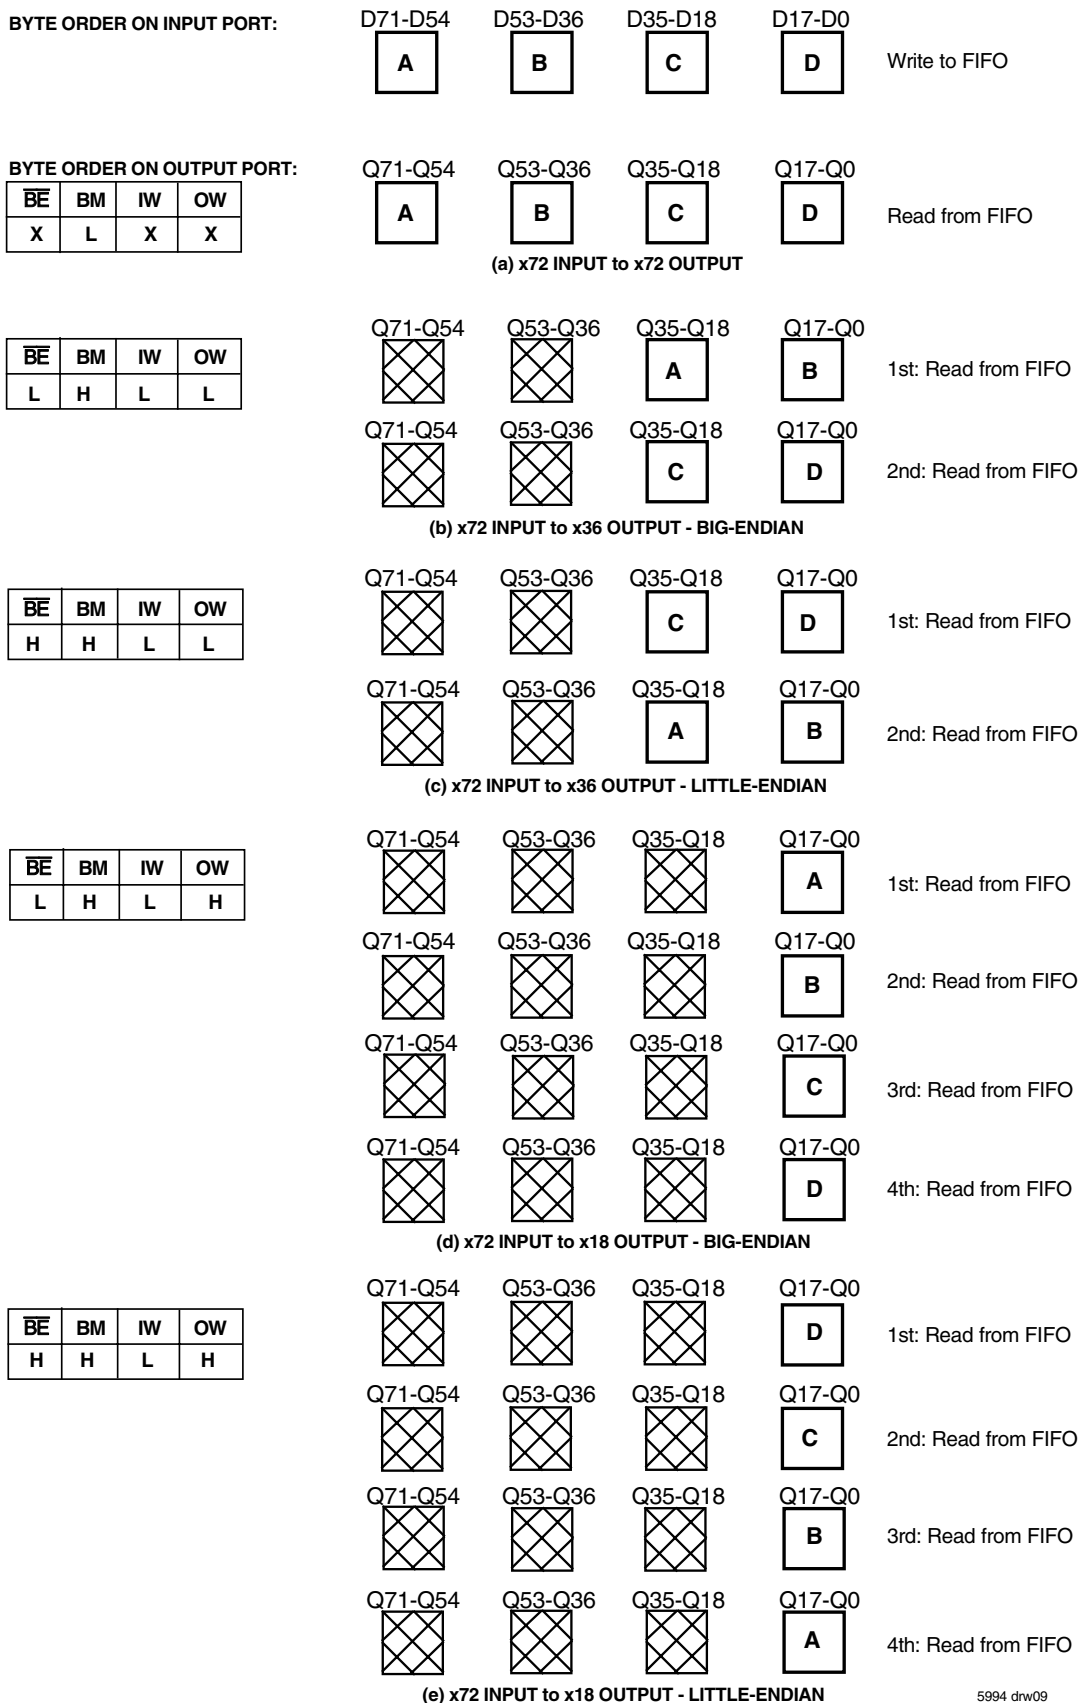 BYTE ORDER ON INPUT PORT:
D71-D54 D53-D36 D35-D18 D17-D0
A B C D Write to FIFO
BYTE ORDER ON OUTPUT PORT:
Q71-Q54 Q53-Q36 Q35-Q18 Q17-Q0
B̅E̅ BM IW OW
X L X X
A B C D Read from FIFO
(a) x72 INPUT to x72 OUTPUT
Q71-Q54 Q53-Q36 Q35-Q18 Q17-Q0
B̅E̅ BM IW OW
L H L L
A B 1st: Read from FIFO
Q71-Q54 Q53-Q36 Q35-Q18 Q17-Q0
C D 2nd: Read from FIFO
(b) x72 INPUT to x36 OUTPUT - BIG-ENDIAN
Q71-Q54 Q53-Q36 Q35-Q18 Q17-Q0
B̅E̅ BM IW OW
H H L L
C D 1st: Read from FIFO
Q71-Q54 Q53-Q36 Q35-Q18 Q17-Q0
A B 2nd: Read from FIFO
(c) x72 INPUT to x36 OUTPUT - LITTLE-ENDIAN
Q71-Q54 Q53-Q36 Q35-Q18 Q17-Q0
B̅E̅ BM IW OW
L H L H
A 1st: Read from FIFO
Q71-Q54 Q53-Q36 Q35-Q18 Q17-Q0
B 2nd: Read from FIFO
Q71-Q54 Q53-Q36 Q35-Q18 Q17-Q0
C 3rd: Read from FIFO
Q71-Q54 Q53-Q36 Q35-Q18 Q17-Q0
D 4th: Read from FIFO
(d) x72 INPUT to x18 OUTPUT - BIG-ENDIAN
Q71-Q54 Q53-Q36 Q35-Q18 Q17-Q0
B̅E̅ BM IW OW
H H L H
D 1st: Read from FIFO
Q71-Q54 Q53-Q36 Q35-Q18 Q17-Q0
C 2nd: Read from FIFO
Q71-Q54 Q53-Q36 Q35-Q18 Q17-Q0
B 3rd: Read from FIFO
Q71-Q54 Q53-Q36 Q35-Q18 Q17-Q0
A 4th: Read from FIFO
(e) x72 INPUT to x18 OUTPUT - LITTLE-ENDIAN
5994 drw09